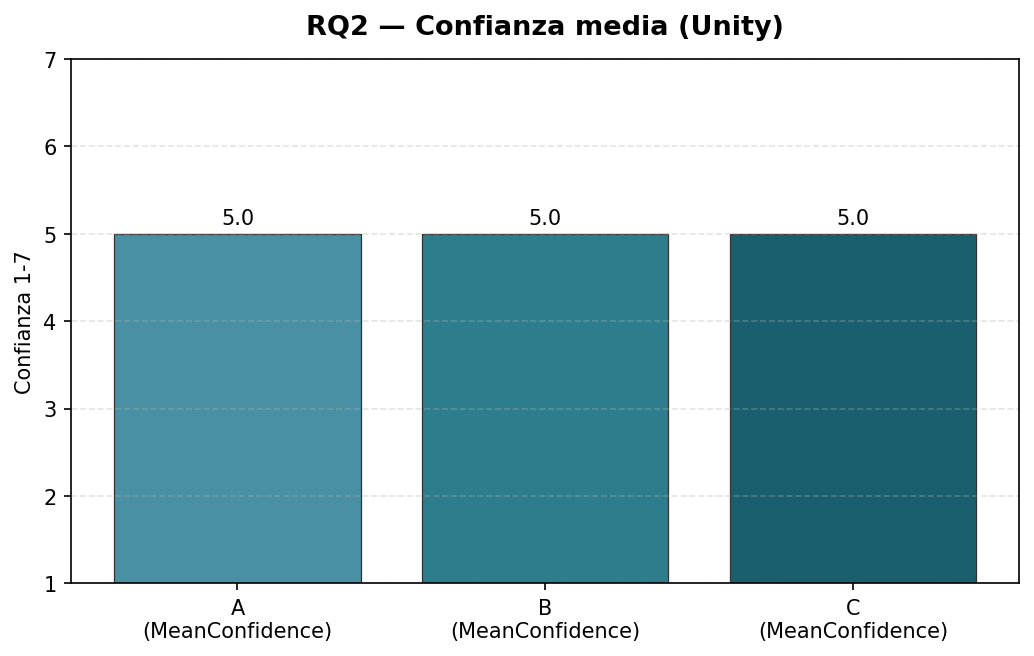 RQ2 — Confianza media (Unity)
Confianza 1-7
7
6
5
4
3
2
1
5.0 5.0 5.0
A B C
(MeanConfidence) (MeanConfidence) (MeanConfidence)